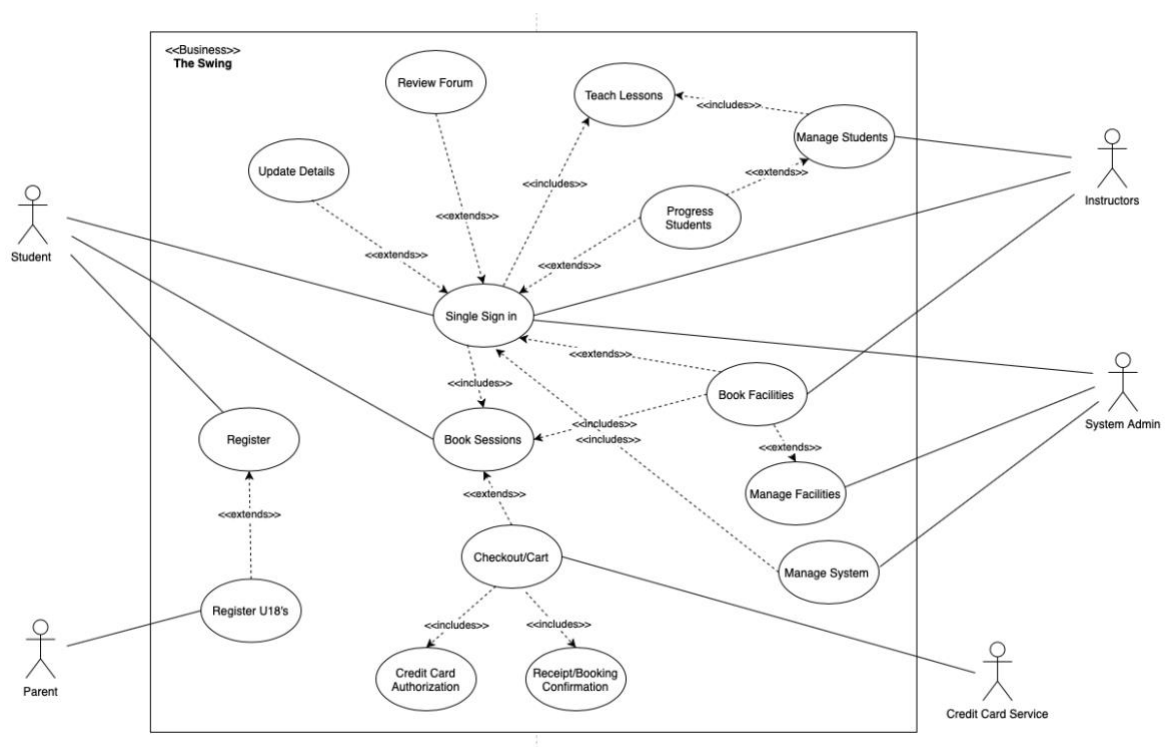 <<Business>>
The Swing
Review Forum
Teach Lessons
<<includes>>
Manage Students
Update Details
<<extends>>
<<includes>>
Progress
Students
Instructors
<<extends>>
Student
<<extends>>
<<extends>>
Single Sign in
<<extends>>
<<includes>>
Book Facilities
System Admin
<<includes>>
<<includes>>
Register
Book Sessions
<<extends>>
<<extends>>
Manage Facilities
<<extends>>
Checkout/Cart
Manage System
Register U18's
<<includes>>
<<includes>>
Parent
Credit Card
Authorization
Receipt/Booking
Confirmation
Credit Card Service